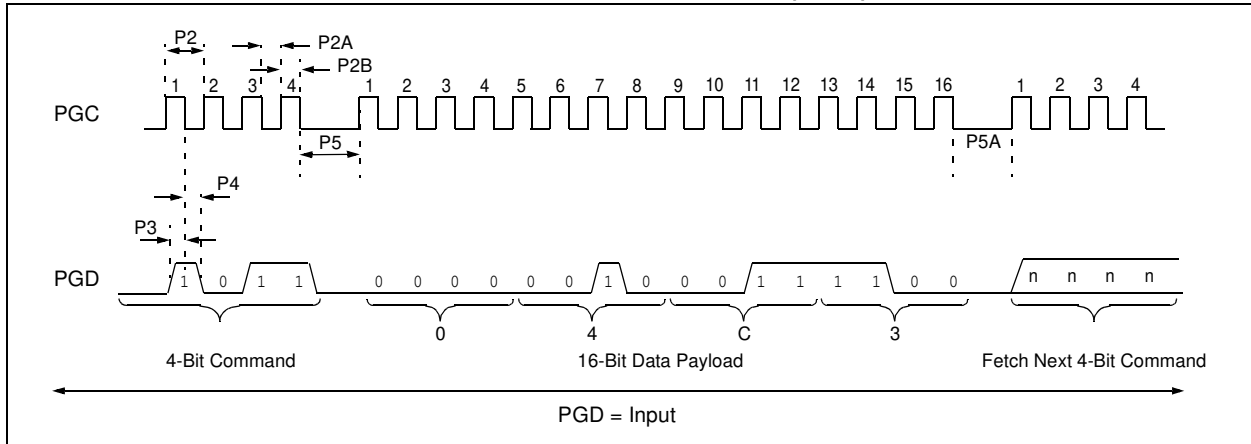 P2
P2A
P2B
1 2 3 4 1 2 3 4 5 6 7 8 9 10 11 12 13 14 15 16 1 2 3 4
PGC
P5
P5A
P4
P3
PGD
1 0 1 1 0 0 0 0 0 0 1 0 0 0 1 1 1 1 0 0 n n n n
0 4 C 3
4-Bit Command 16-Bit Data Payload Fetch Next 4-Bit Command
PGD = Input